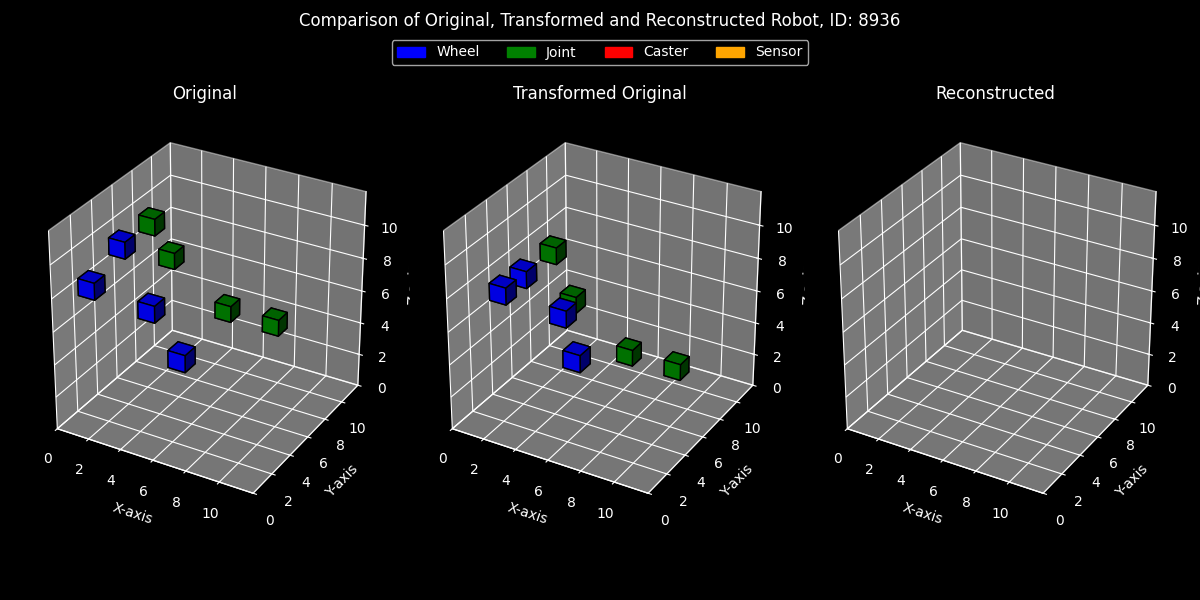 Comparison of Original, Transformed and Reconstructed Robot, ID: 8936
Wheel Joint Caster Sensor
Original Transformed Original Reconstructed
10 10 10
8 8 8
6 6 6
4 4 4
2 2 2
0 0 0
0 2 4 6 8 10 0 2 4 6 8 10 0 2 4 6 8 10
0 2 4 6 8 10 0 2 4 6 8 10 0 2 4 6 8 10
X-axis Y-axis X-axis Y-axis X-axis Y-axis